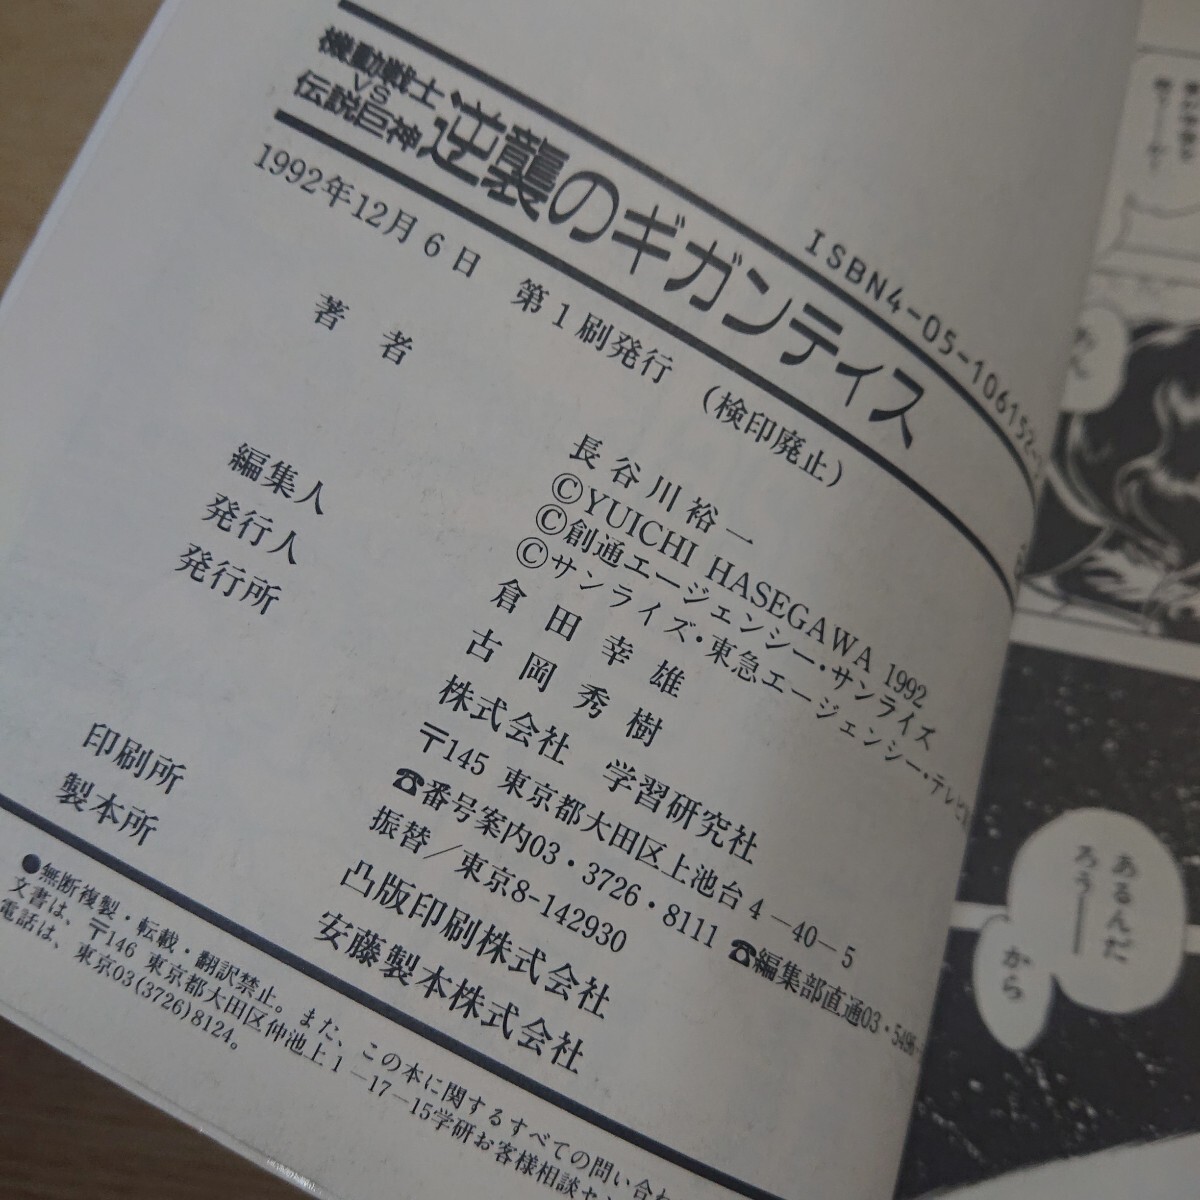 ISBN4-05-106152-
機動戦士
VS
伝説巨神
逆襲のギガンティス
1992年12月6日 第1刷発行 (検印廃止)
著者 長谷川裕一
©YUICHI HASEGAWA 1992
©創通エージェンシー・サンライズ
©サンライズ・東急エージェンシー・テレビ
編集人 倉田幸雄
発行人 古岡秀樹
発行所 株式会社 学習研究社
〒145 東京都大田区上池台4-40-5
☎番号案内03・3726・8111 ☎編集部直通03・5496
振替/東京8-142930
印刷所 凸版印刷株式会社
製本所 安藤製本株式会社
●無断複製・転載・翻訳禁止。また、この本に関するすべての問い合わ
文書は、〒146 東京都大田区仲池上1-17-15学研お客様相談セン
電話は、東京03(3726)8124。
あるんだ
ろうー
から